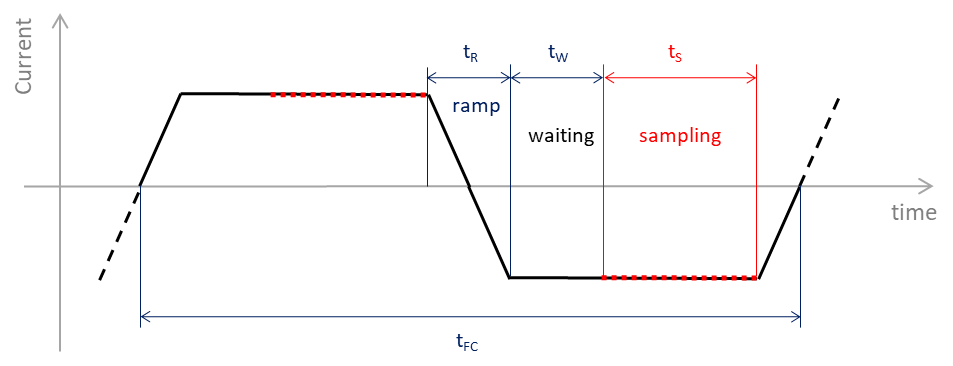 Current
tR
tW
tS
ramp
waiting
sampling
time
tFC